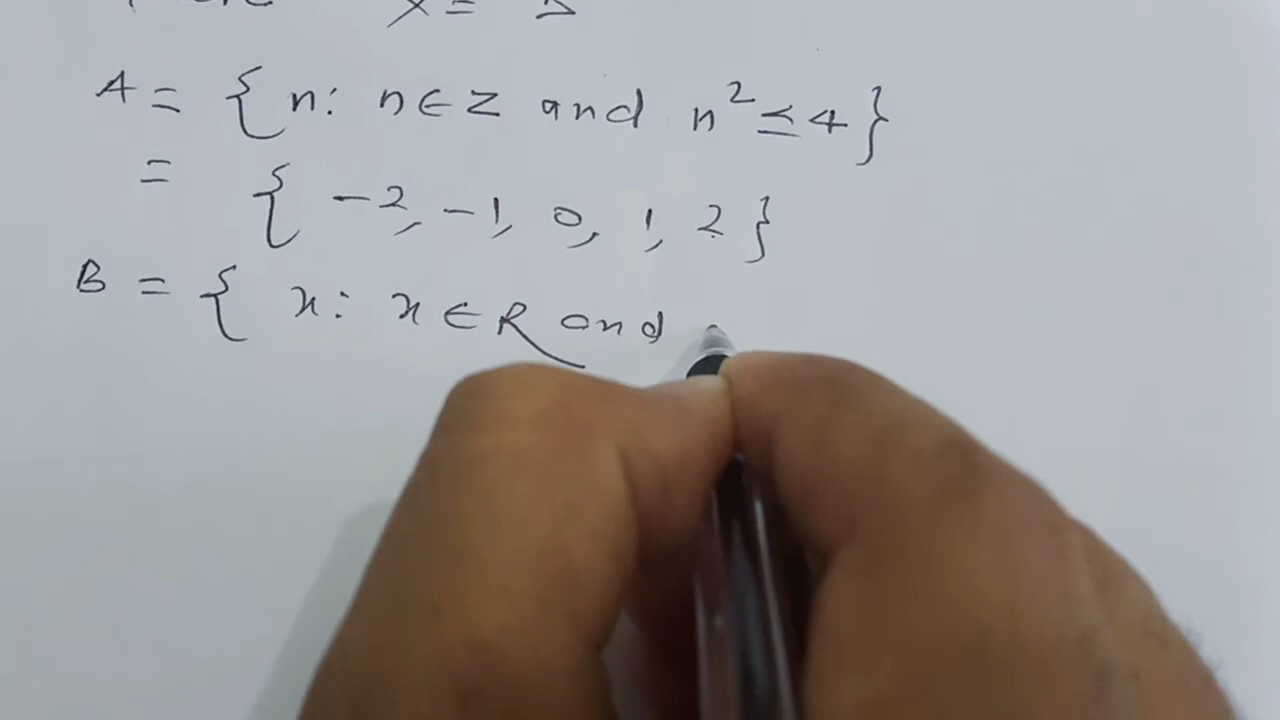 A = { n: n ∈ Z and n² ≤ 4 }
= { -2, -1, 0, 1, 2 }
B = { x: x ∈ R and